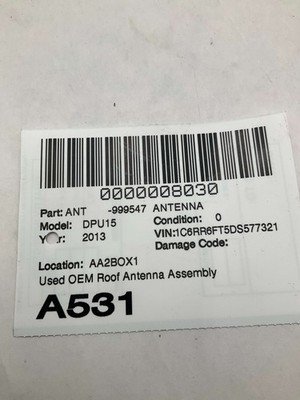 0000008030
Part: ANT -999547 ANTENNA
Model: DPU15 Condition: 0
Year: 2013 VIN:1C6RR6FT5DS577321
Damage Code:
Location: AA2BOX1
Used OEM Roof Antenna Assembly
A531